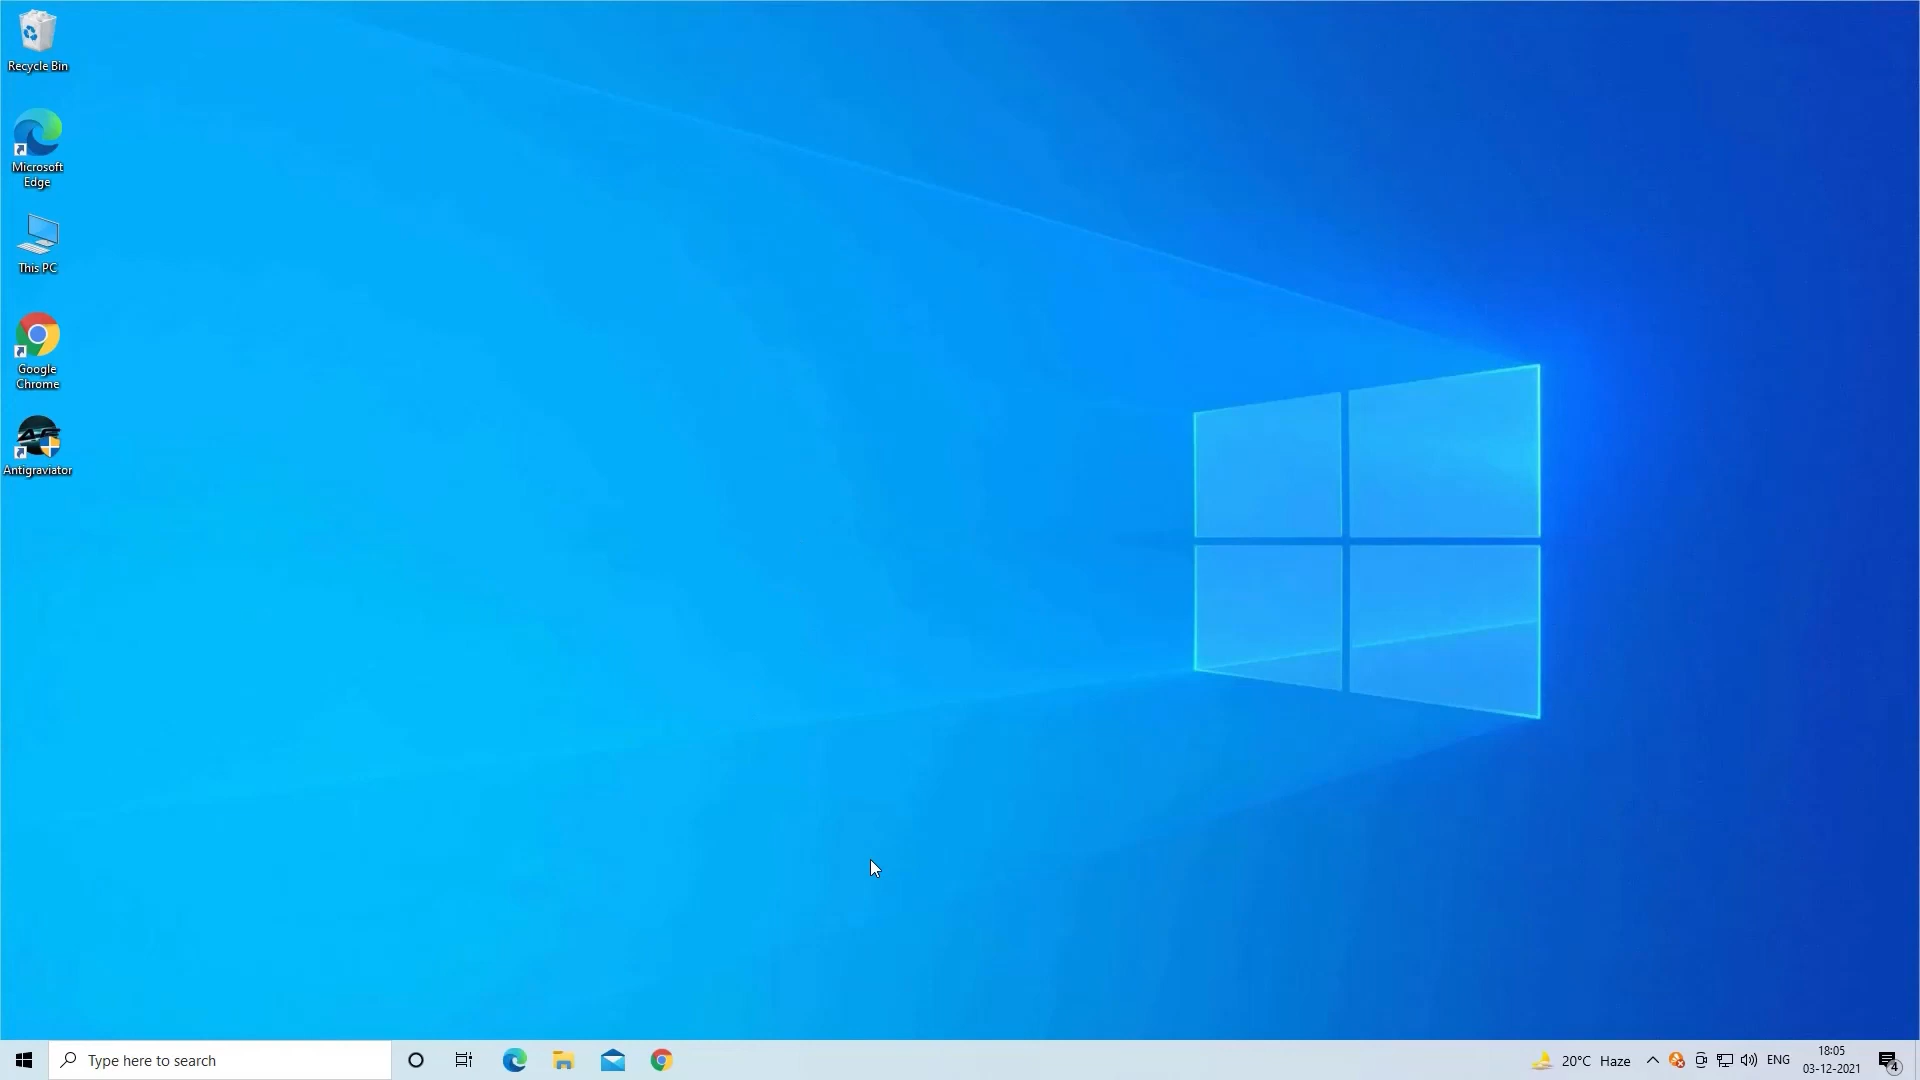 Recycle Bin
Microsoft
Edge
This PC
Google
Chrome
Antigraviator
Type here to search
20°C Haze
ENG
18:05
03-12-2021
4